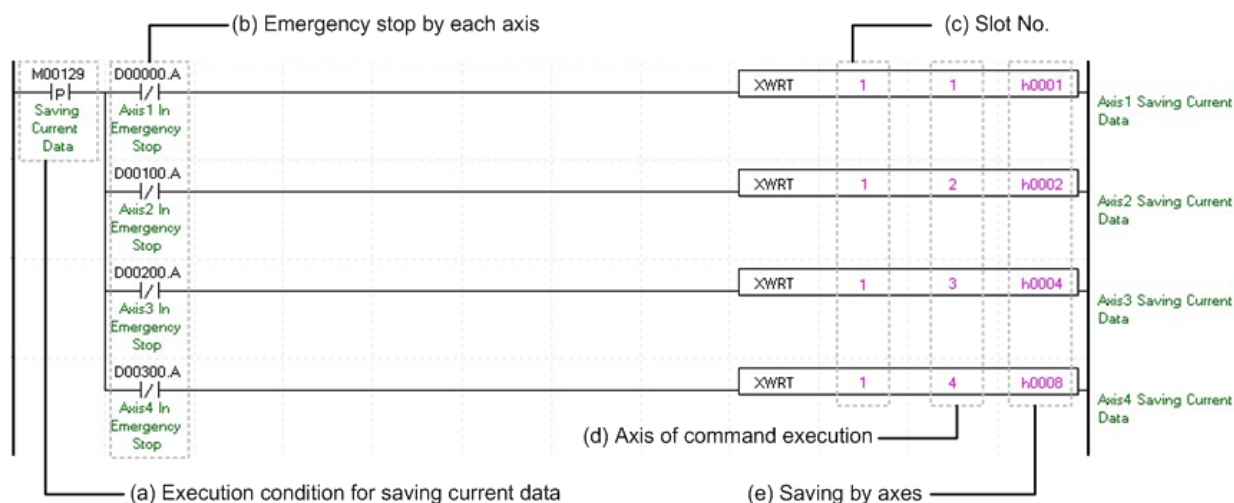 (b) Emergency stop by each axis
(c) Slot No.
M00129
P
Saving
Current
Data
D00000.A
Axis1 In
Emergency
Stop
XWRT 1 1 h0001
Axis1 Saving Current
Data
D00100.A
Axis2 In
Emergency
Stop
XWRT 1 2 h0002
Axis2 Saving Current
Data
D00200.A
Axis3 In
Emergency
Stop
XWRT 1 3 h0004
Axis3 Saving Current
Data
D00300.A
Axis4 In
Emergency
Stop
XWRT 1 4 h0008
Axis4 Saving Current
Data
(d) Axis of command execution
(a) Execution condition for saving current data
(e) Saving by axes